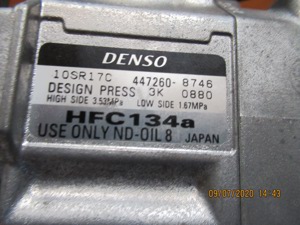 DENSO
10SR17C 447260-8746
DESIGN PRESS 3K 0880
HIGH SIDE 3.53MPa LOW SIDE 1.67MPa
HFC134a
USE ONLY ND-OIL 8 JAPAN
09/07/2020 14:43